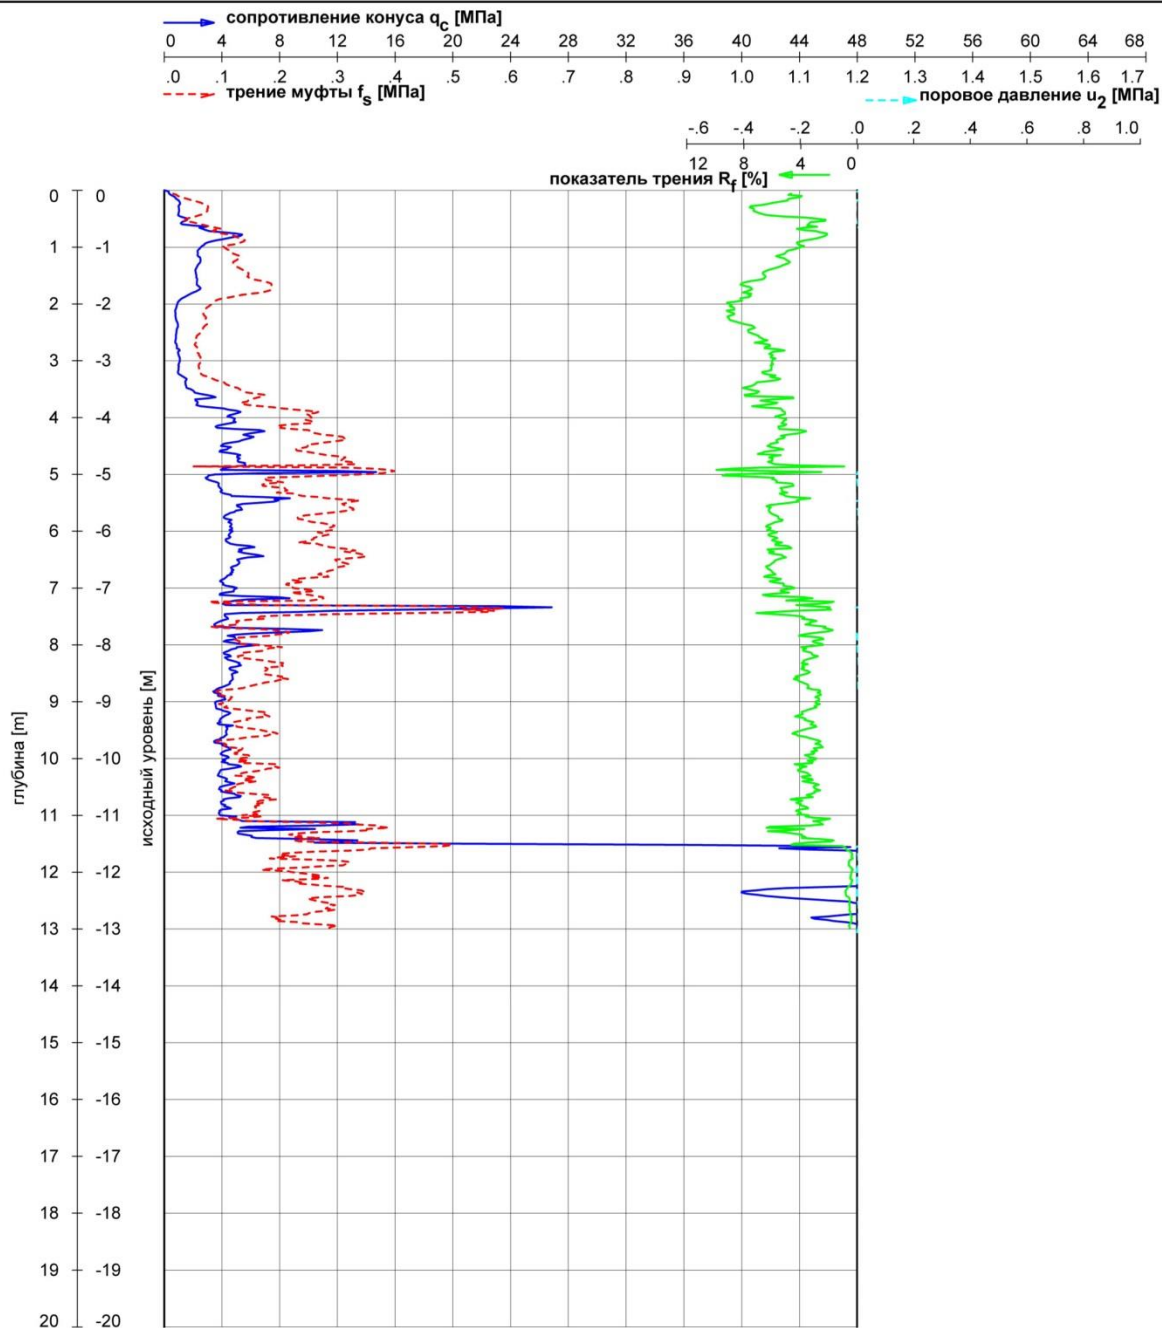 сопротивление конуса qc [МПа]
0 4 8 12 16 20 24 28 32 36 40 44 48 52 56 60 64 68
.0 .1 .2 .3 .4 .5 .6 .7 .8 .9 1.0 1.1 1.2 1.3 1.4 1.5 1.6 1.7
трение муфты fs [МПа]
поровое давление u2 [МПа]
-.6 -.4 -.2 .0 .2 .4 .6 .8 1.0
12 8 4 0
показатель трения Rf [%]
0 0
1 -1
2 -2
3 -3
4 -4
5 -5
6 -6
7 -7
8 -8
9 -9
10 -10
11 -11
12 -12
13 -13
14 -14
15 -15
16 -16
17 -17
18 -18
19 -19
20 -20
глубина [m]
исходный уровень [м]